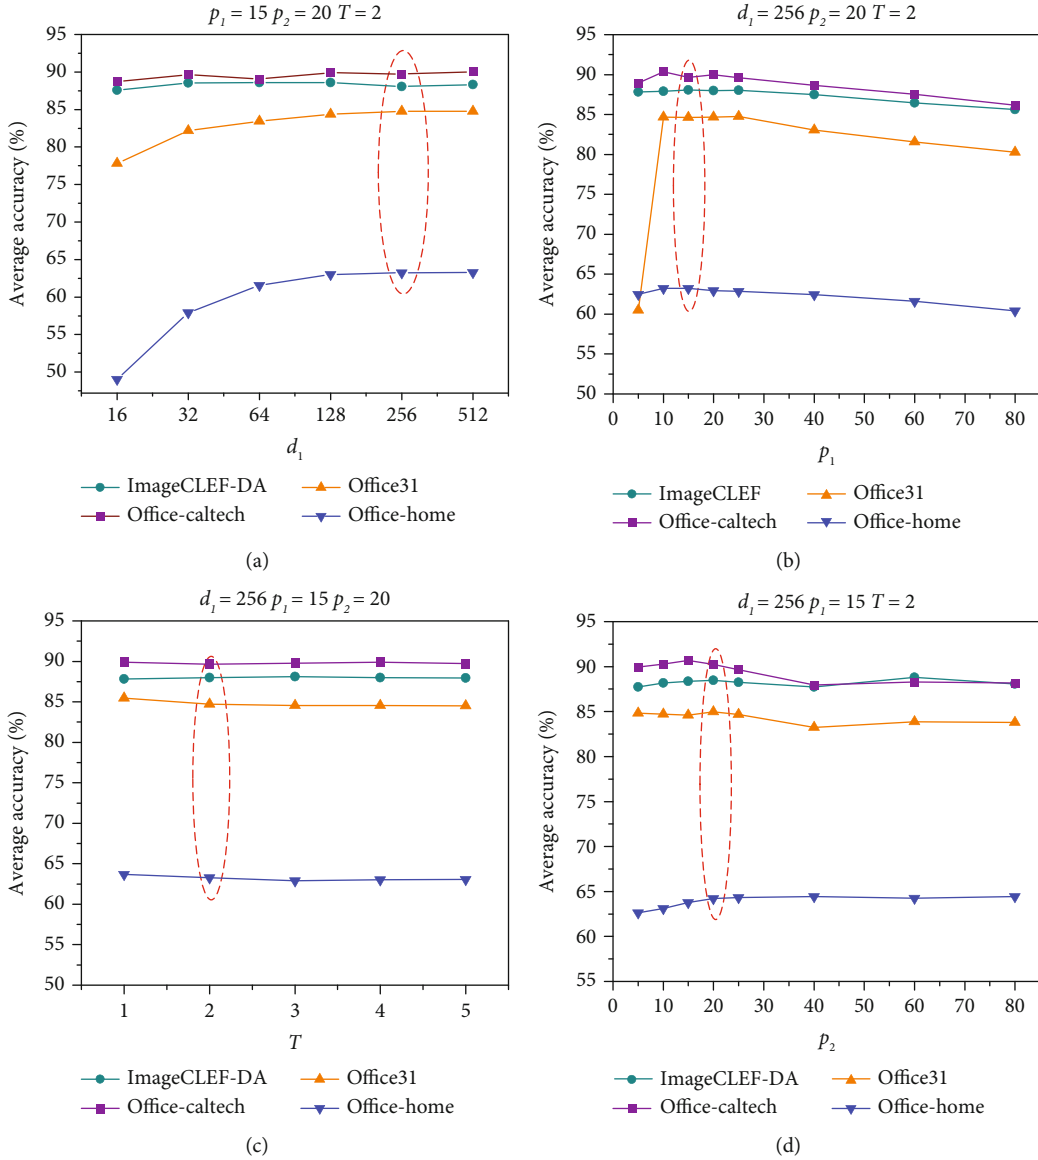 p₁ = 15 p₂ = 20 T = 2
95
90
85
80
75
70
65
60
55
50
Average accuracy (%)
16 32 64 128 256 512
d₁
ImageCLEF-DA Office31
Office-caltech Office-home
(a)
d₁ = 256 p₂ = 20 T = 2
95
90
85
80
75
70
65
60
55
50
Average accuracy (%)
0 10 20 30 40 50 60 70 80
p₁
ImageCLEF Office31
Office-caltech Office-home
(b)
d₁ = 256 p₁ = 15 p₂ = 20
95
90
85
80
75
70
65
60
55
50
Average accuracy (%)
1 2 3 4 5
T
ImageCLEF-DA Office31
Office-caltech Office-home
(c)
d₁ = 256 p₁ = 15 T = 2
95
90
85
80
75
70
65
60
55
Average accuracy (%)
0 10 20 30 40 50 60 70 80
p₂
ImageCLEF-DA Office31
Office-caltech Office-home
(d)